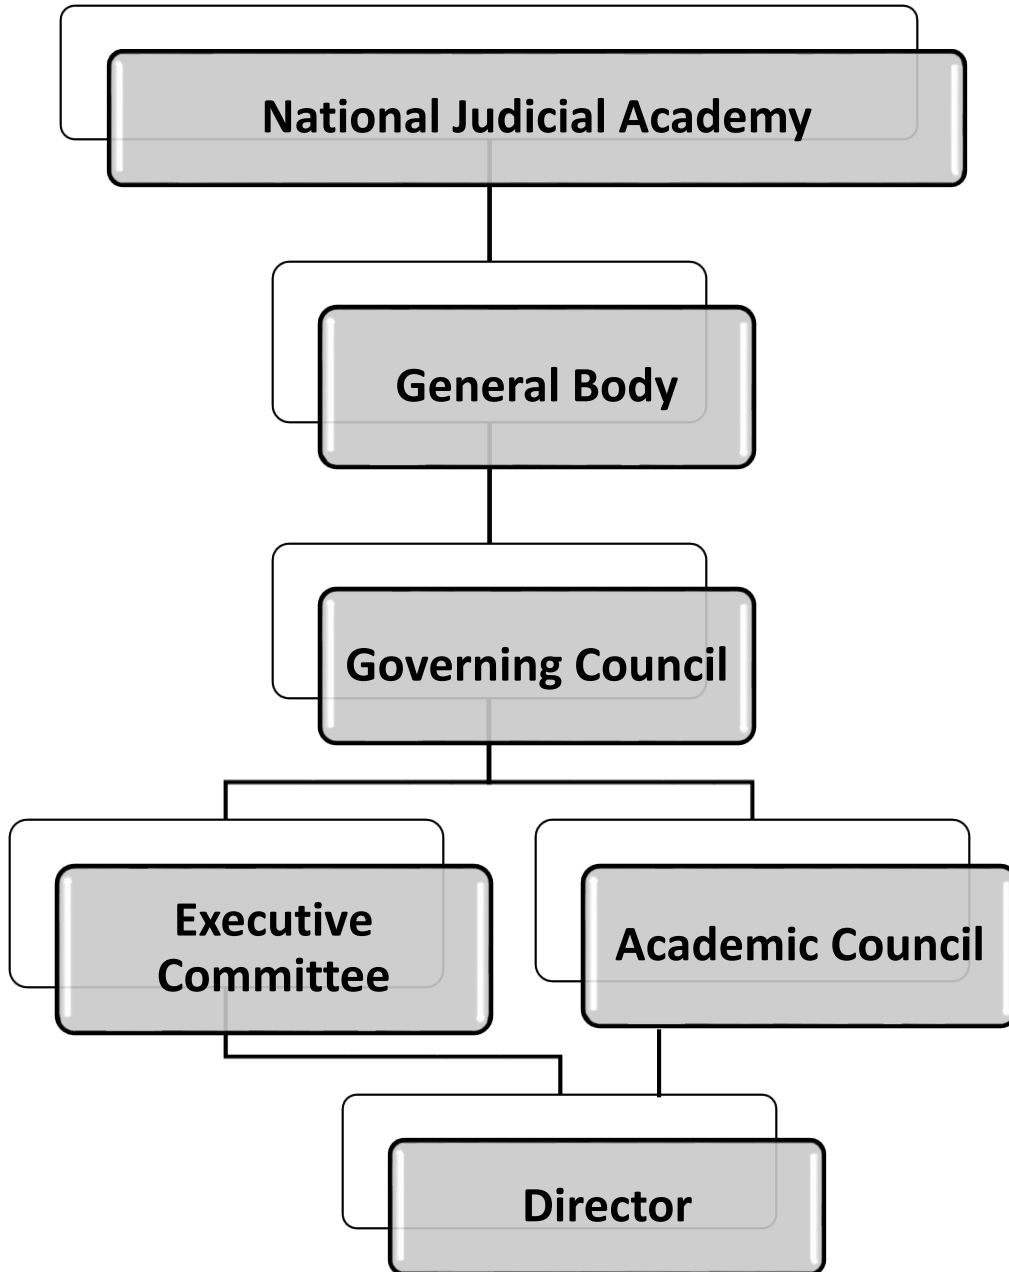 National Judicial Academy
General Body
Governing Council
Executive
Committee
Academic Council
Director